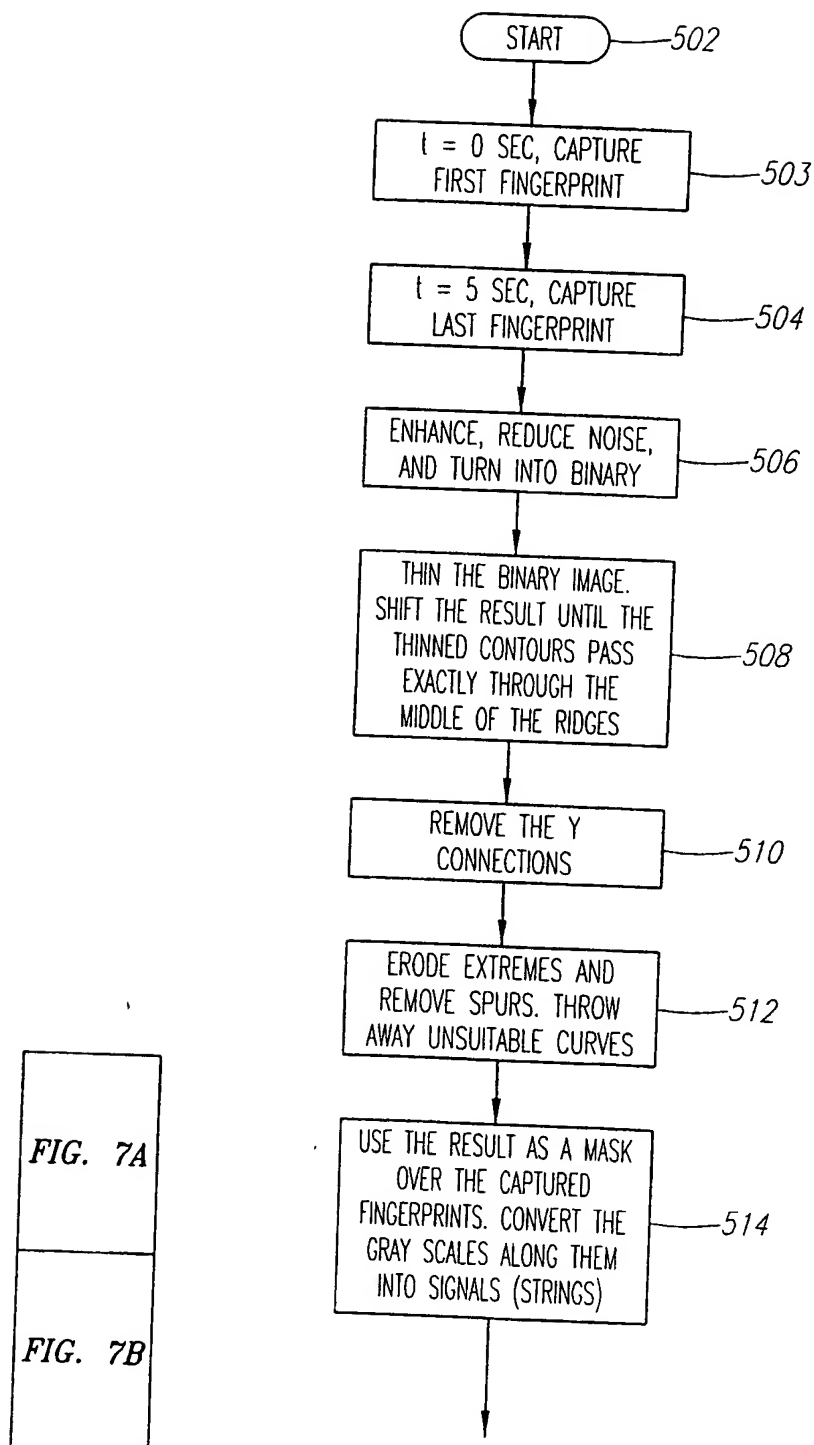 START
502
t = 0 SEC, CAPTURE
FIRST FINGERPRINT
503
t = 5 SEC, CAPTURE
LAST FINGERPRINT
504
ENHANCE, REDUCE NOISE,
AND TURN INTO BINARY
506
THIN THE BINARY IMAGE.
SHIFT THE RESULT UNTIL THE
THINNED CONTOURS PASS
EXACTLY THROUGH THE
MIDDLE OF THE RIDGES
508
REMOVE THE Y
CONNECTIONS
510
ERODE EXTREMES AND
REMOVE SPURS. THROW
AWAY UNSUITABLE CURVES
512
USE THE RESULT AS A MASK
OVER THE CAPTURED
FINGERPRINTS. CONVERT THE
GRAY SCALES ALONG THEM
INTO SIGNALS (STRINGS)
514
FIG. 7A
FIG. 7B